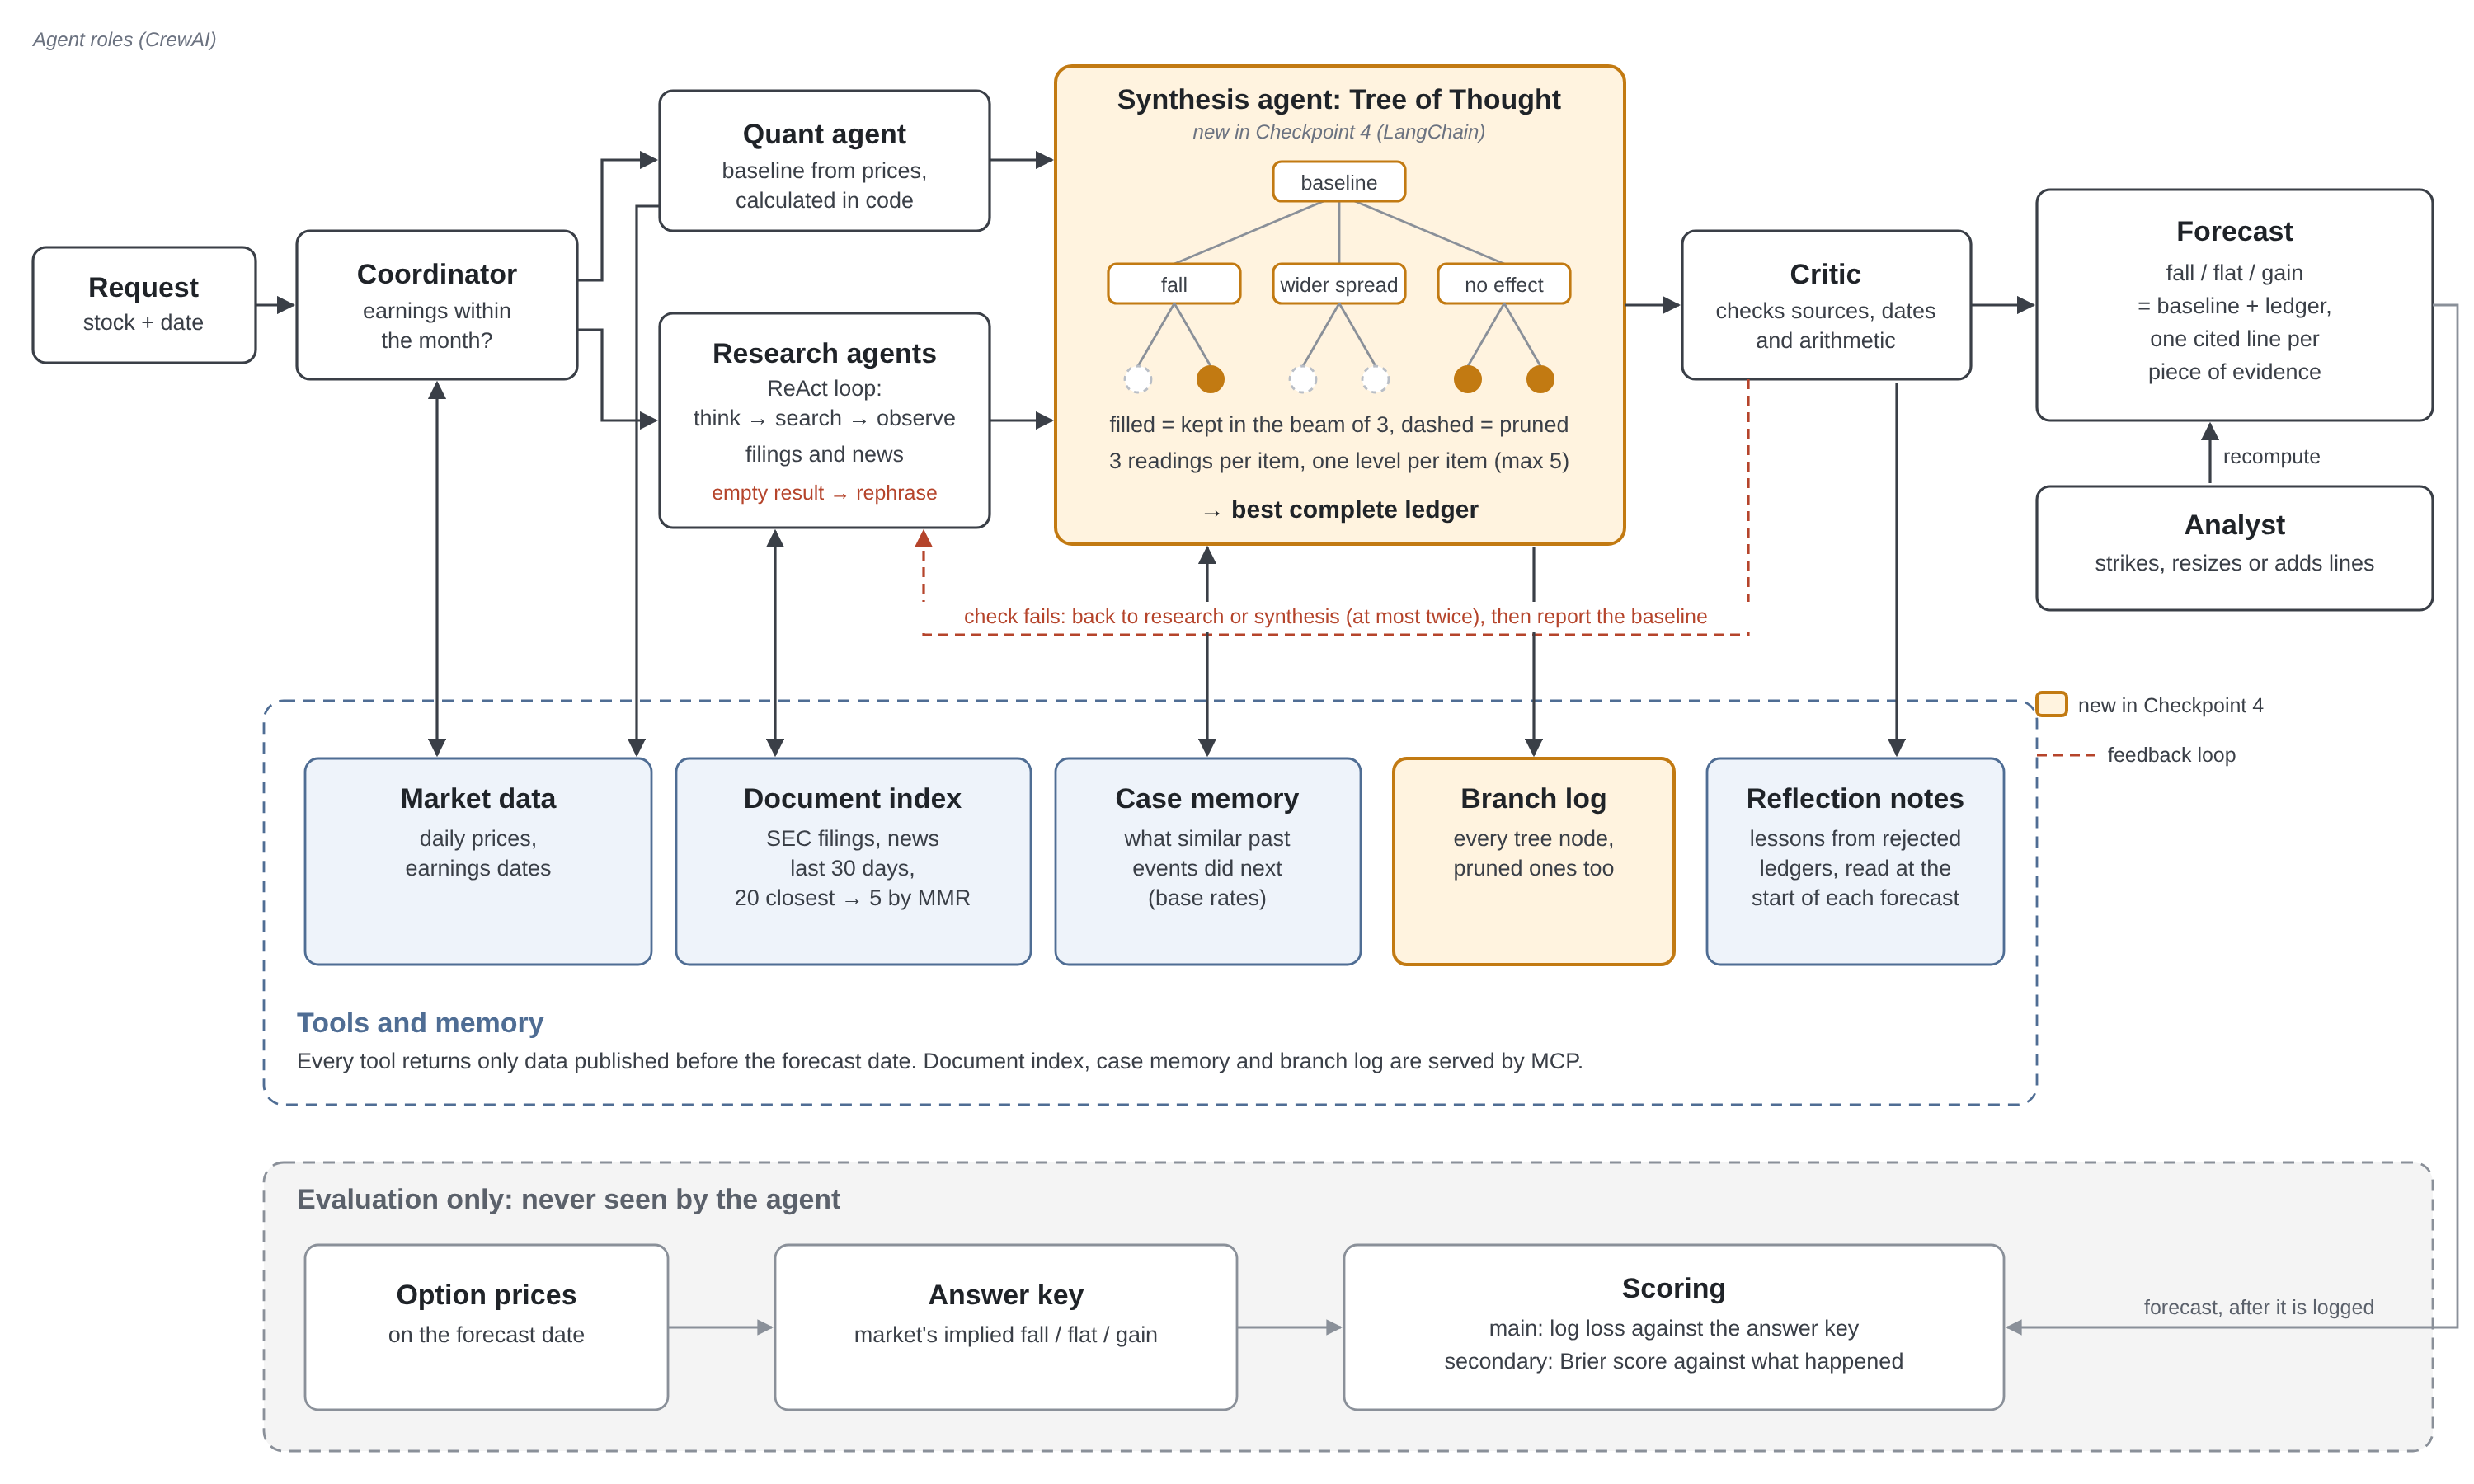 Agent roles (CrewAI)
Request
stock + date
Coordinator
earnings within
the month?
Quant agent
baseline from prices,
calculated in code
Research agents
ReAct loop:
think → search → observe
filings and news
empty result → rephrase
Synthesis agent: Tree of Thought
new in Checkpoint 4 (LangChain)
baseline
fall
wider spread
no effect
filled = kept in the beam of 3, dashed = pruned
3 readings per item, one level per item (max 5)
→ best complete ledger
Critic
checks sources, dates
and arithmetic
Forecast
fall / flat / gain
= baseline + ledger,
one cited line per
piece of evidence
recompute
Analyst
strikes, resizes or adds lines
check fails: back to research or synthesis (at most twice), then report the baseline
new in Checkpoint 4
feedback loop
Market data
daily prices,
earnings dates
Document index
SEC filings, news
last 30 days,
20 closest → 5 by MMR
Case memory
what similar past
events did next
(base rates)
Branch log
every tree node,
pruned ones too
Reflection notes
lessons from rejected
ledgers, read at the
start of each forecast
Tools and memory
Every tool returns only data published before the forecast date. Document index, case memory and branch log are served by MCP.
Evaluation only: never seen by the agent
Option prices
on the forecast date
Answer key
market's implied fall / flat / gain
Scoring
main: log loss against the answer key
secondary: Brier score against what happened
forecast, after it is logged